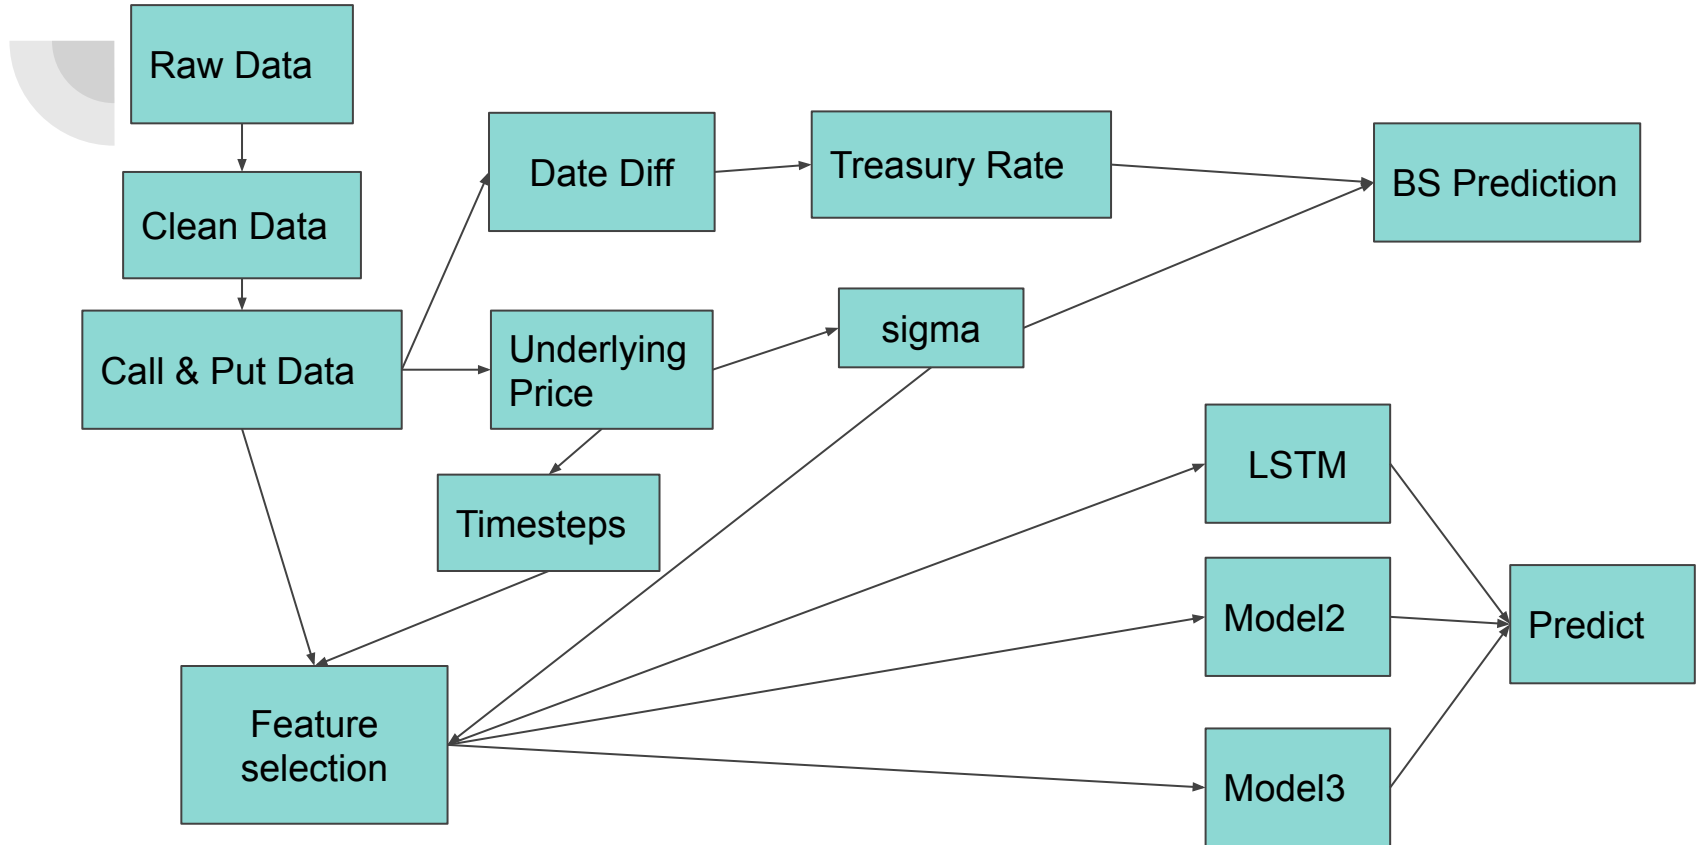 Raw Data
Clean Data
Call & Put Data
Date Diff
Treasury Rate
BS Prediction
Underlying
Price
sigma
Timesteps
Feature
selection
LSTM
Model2
Model3
Predict